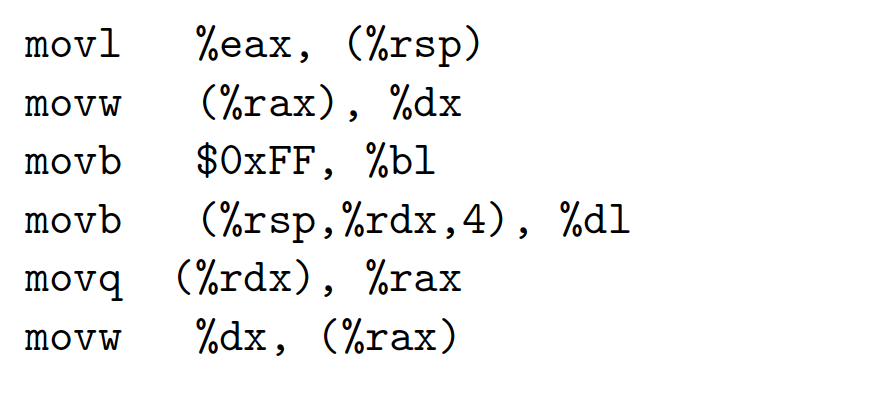 movl %eax, (%rsp)
movw (%rax), %dx
movb $0xFF, %bl
movb (%rsp,%rdx,4), %dl
movq (%rdx), %rax
movw %dx, (%rax)